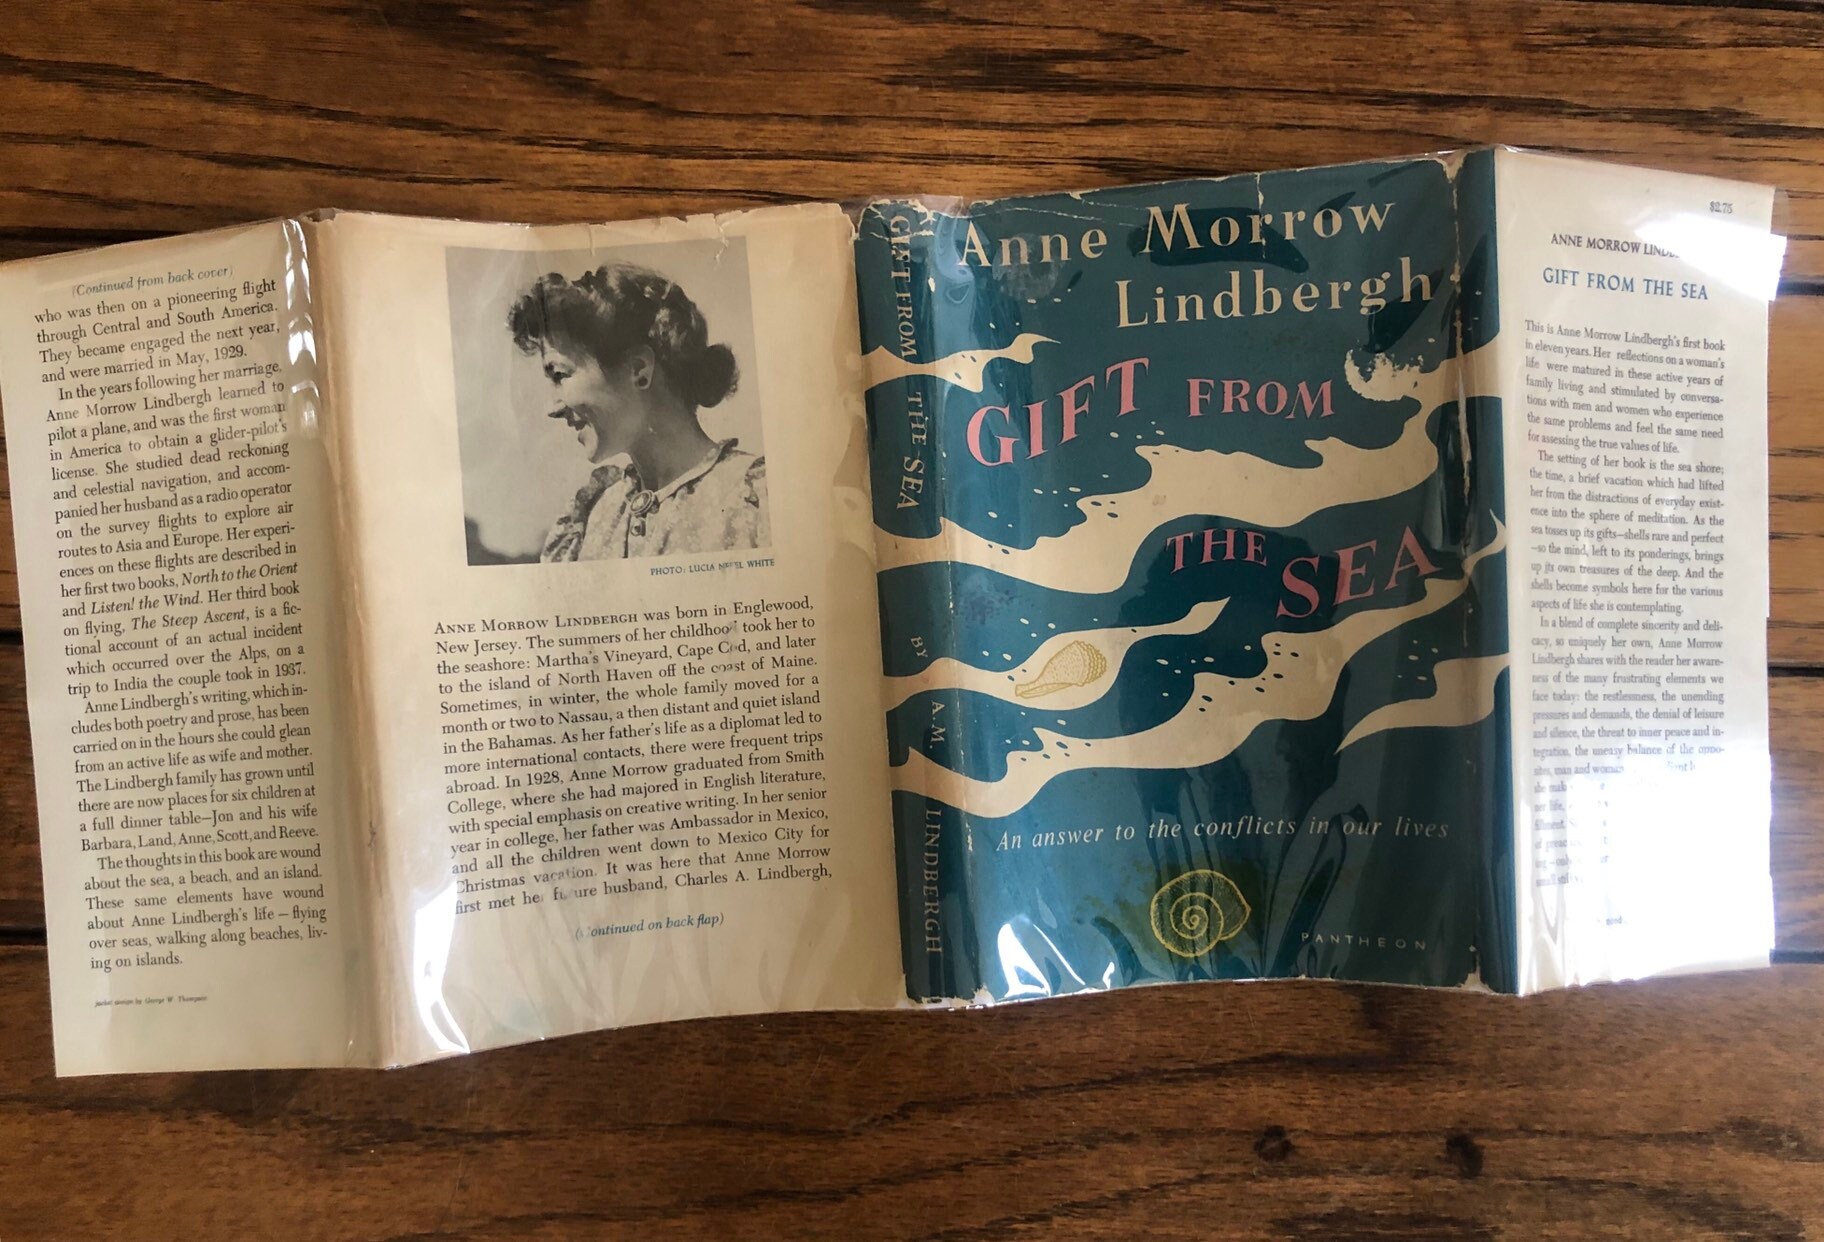 (Continued from back cover)
who was then on a pioneering flight
through Central and South America.
They became engaged the next year,
and were married in May, 1929.
In the years following her marriage,
Anne Morrow Lindbergh learned to
pilot a plane, and was the first woman
in America to obtain a glider-pilot's
license. She studied dead reckoning
and celestial navigation, and accom-
panied her husband as a radio operator
on the survey flights to explore air
routes to Asia and Europe. Her experi-
ences on these flights are described in
her first two books, North to the Orient
and Listen! the Wind. Her third book
on flying, The Steep Ascent, is a fic-
tional account of an actual incident
which occurred over the Alps, on a
trip to India the couple took in 1937.
Anne Lindbergh's writing, which in-
cludes both poetry and prose, has been
carried on in the hours she could glean
from an active life as wife and mother.
The Lindbergh family has grown until
there are now places for six children at
a full dinner table—Jon and his wife
Barbara, Land, Anne, Scott, and Reeve.
The thoughts in this book are wound
about the sea, a beach, and an island.
These same elements have wound
about Anne Lindbergh's life — flying
over seas, walking along beaches, liv-
ing on islands.
jacket design by George W. Thompson
PHOTO: LUCIA WHITE
ANNE MORROW LINDBERGH was born in Englewood,
New Jersey. The summers of her childhood took her to
the seashore: Martha's Vineyard, Cape Cod, and later
to the island of North Haven off the coast of Maine.
Sometimes, in winter, the whole family moved for a
month or two to Nassau, a then distant and quiet island
in the Bahamas. As her father's life as a diplomat led to
more international contacts, there were frequent trips
abroad. In 1928, Anne Morrow graduated from Smith
College, where she had majored in English literature,
with special emphasis on creative writing. In her senior
year in college, her father was Ambassador in Mexico,
and all the children went down to Mexico City for
Christmas vacation. It was here that Anne Morrow
first met her future husband, Charles A. Lindbergh,
(Continued on back flap)
GIFT FROM THE SEA BY A.M. LINDBERGH
Anne Morrow
Lindbergh
GIFT FROM
THE SEA
An answer to the conflicts in our lives
PANTHEON
$2.75
ANNE MORROW
GIFT FROM THE SEA
This is Anne Morrow Lindbergh's first book
in eleven years. Her reflections on a woman's
life were matured in these active years of
family living and stimulated by conversa-
tions with men and women who experience
the same problems and feel the same need
for assessing the true values of life.
The setting of her book is the sea shore;
the time, a brief vacation which had lifted
her from the distractions of everyday exist-
ence into the sphere of meditation. As the
sea tosses up its gifts—shells rare and perfect
—so the mind, left to its ponderings, brings
up its own treasures of the deep. And the
shells become symbols here for the various
aspects of life she is contemplating.
In a blend of complete sincerity and deli-
cacy, so uniquely her own, Anne Morrow
Lindbergh shares with the reader her aware-
ness of the many frustrating elements we
face today: the restlessness, the unending
pressures and demands, the denial of leisure
and silence, the threat to inner peace and in-
tegration, the uneasy balance of the oppo-
sites, man and woman
she
life,